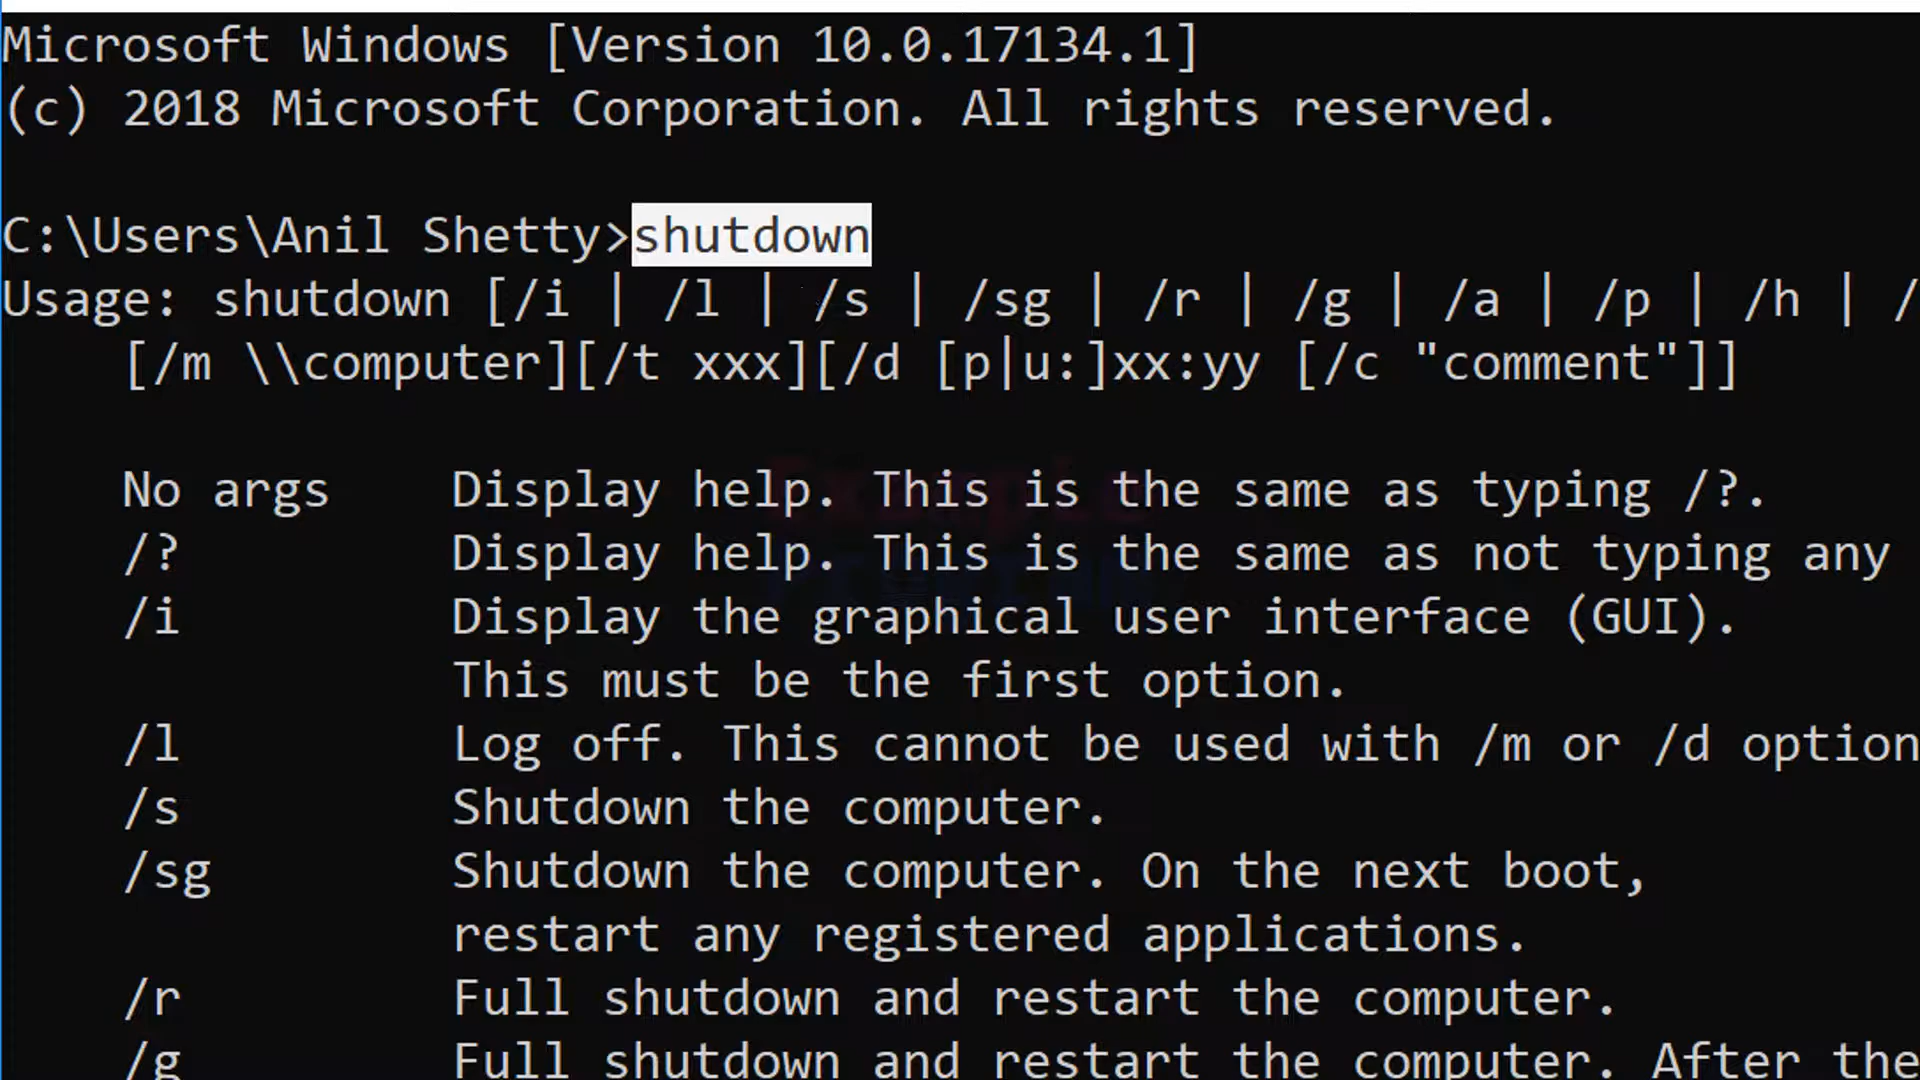 Microsoft Windows [Version 10.0.17134.1]
(c) 2018 Microsoft Corporation. All rights reserved.
C:\Users\Anil Shetty>shutdown
Usage: shutdown [/i | /l | /s | /sg | /r | /g | /a | /p | /h | /
[/m \\computer][/t xxx][/d [p|u:]xx:yy [/c "comment"]]
No args Display help. This is the same as typing /?.
/? Display help. This is the same as not typing any
/i Display the graphical user interface (GUI).
This must be the first option.
/l Log off. This cannot be used with /m or /d option
/s Shutdown the computer.
/sg Shutdown the computer. On the next boot,
restart any registered applications.
/r Full shutdown and restart the computer.
/g Full shutdown and restart the computer. After the